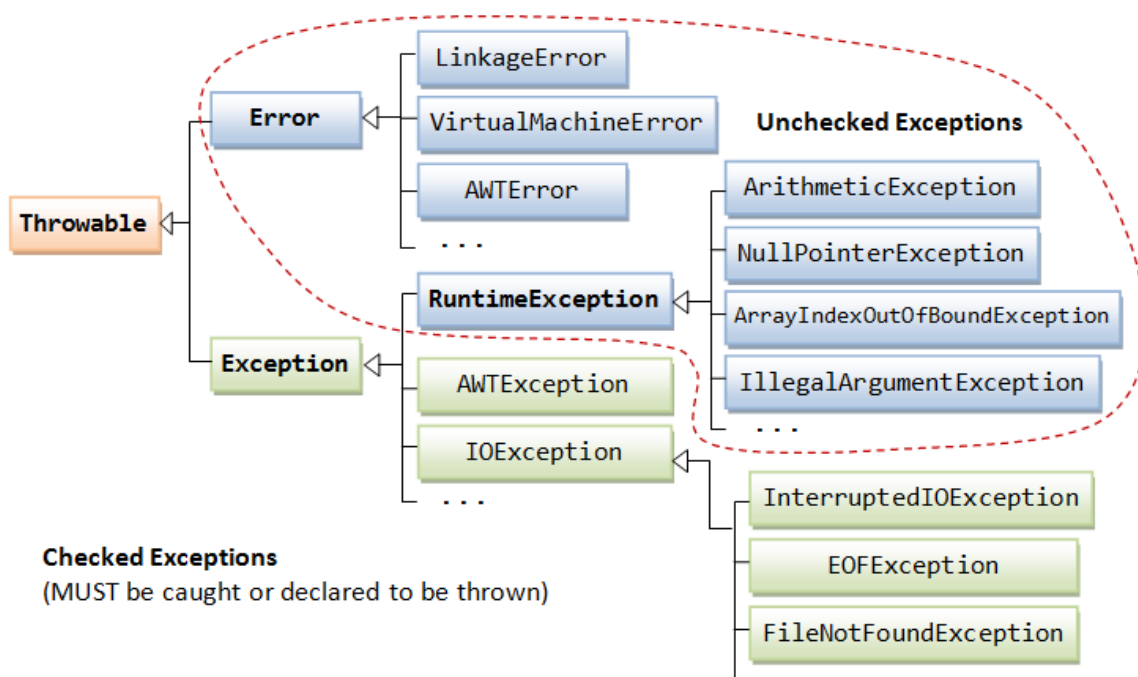 LinkageError
Error
VirtualMachineError
Unchecked Exceptions
AWTError
ArithmeticException
Throwable
...
NullPointerException
RuntimeException
ArrayIndexOutOfBoundException
Exception
AWTException
IllegalArgumentException
...
IOException
...
InterruptedIOException
Checked Exceptions
(MUST be caught or declared to be thrown)
EOFException
FileNotFoundException